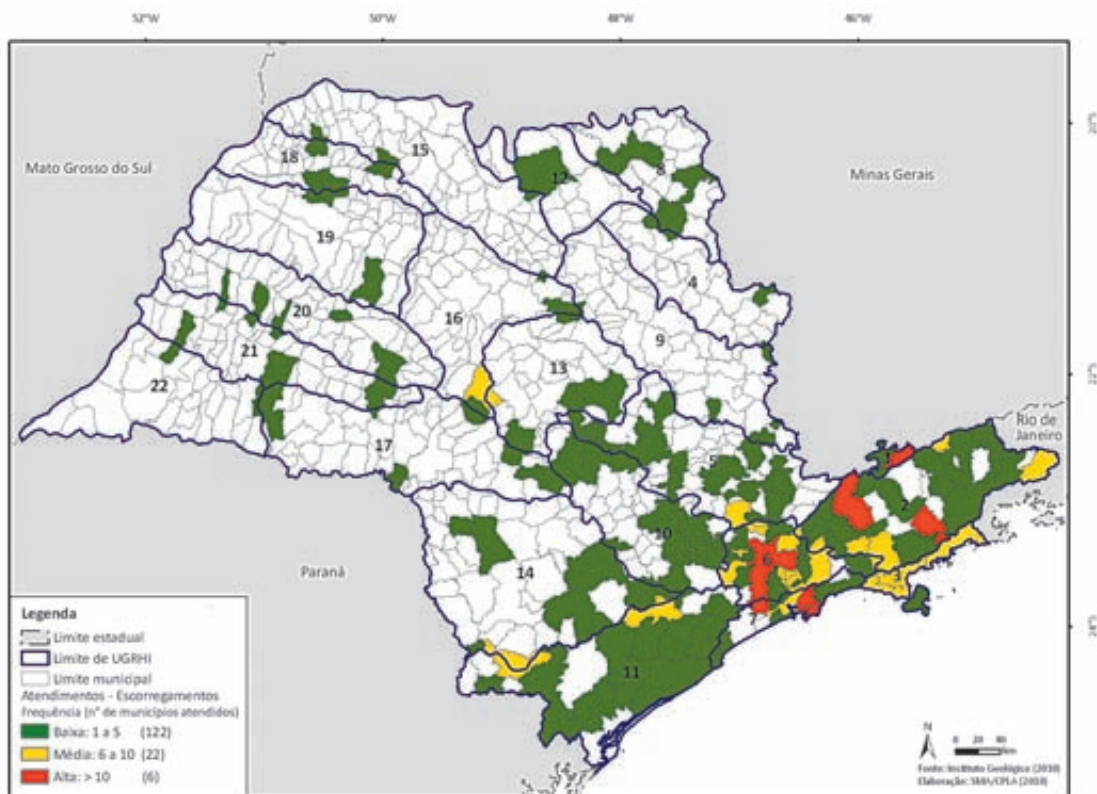 52°W 50°W 48°W 46°W
Mato Grosso do Sul
Minas Gerais
Rio de
Janeiro
Paraná
18
15
12
8
19
4
20
16
9
21
13
22
17
5
1
2
10
6
3
14
7
11
Legenda
Limite estadual
Limite de UGRHI
Limite municipal
Atendimentos - Escorregamentos
Frequência (n° de municípios atendidos)
Baixa: 1 a 5 (122)
Média: 6 a 10 (22)
Alta: > 10 (6)
N
0 20 40
km
Fonte: Instituto Geológico (2010)
Elaboração: SMA/CPLA (2010)